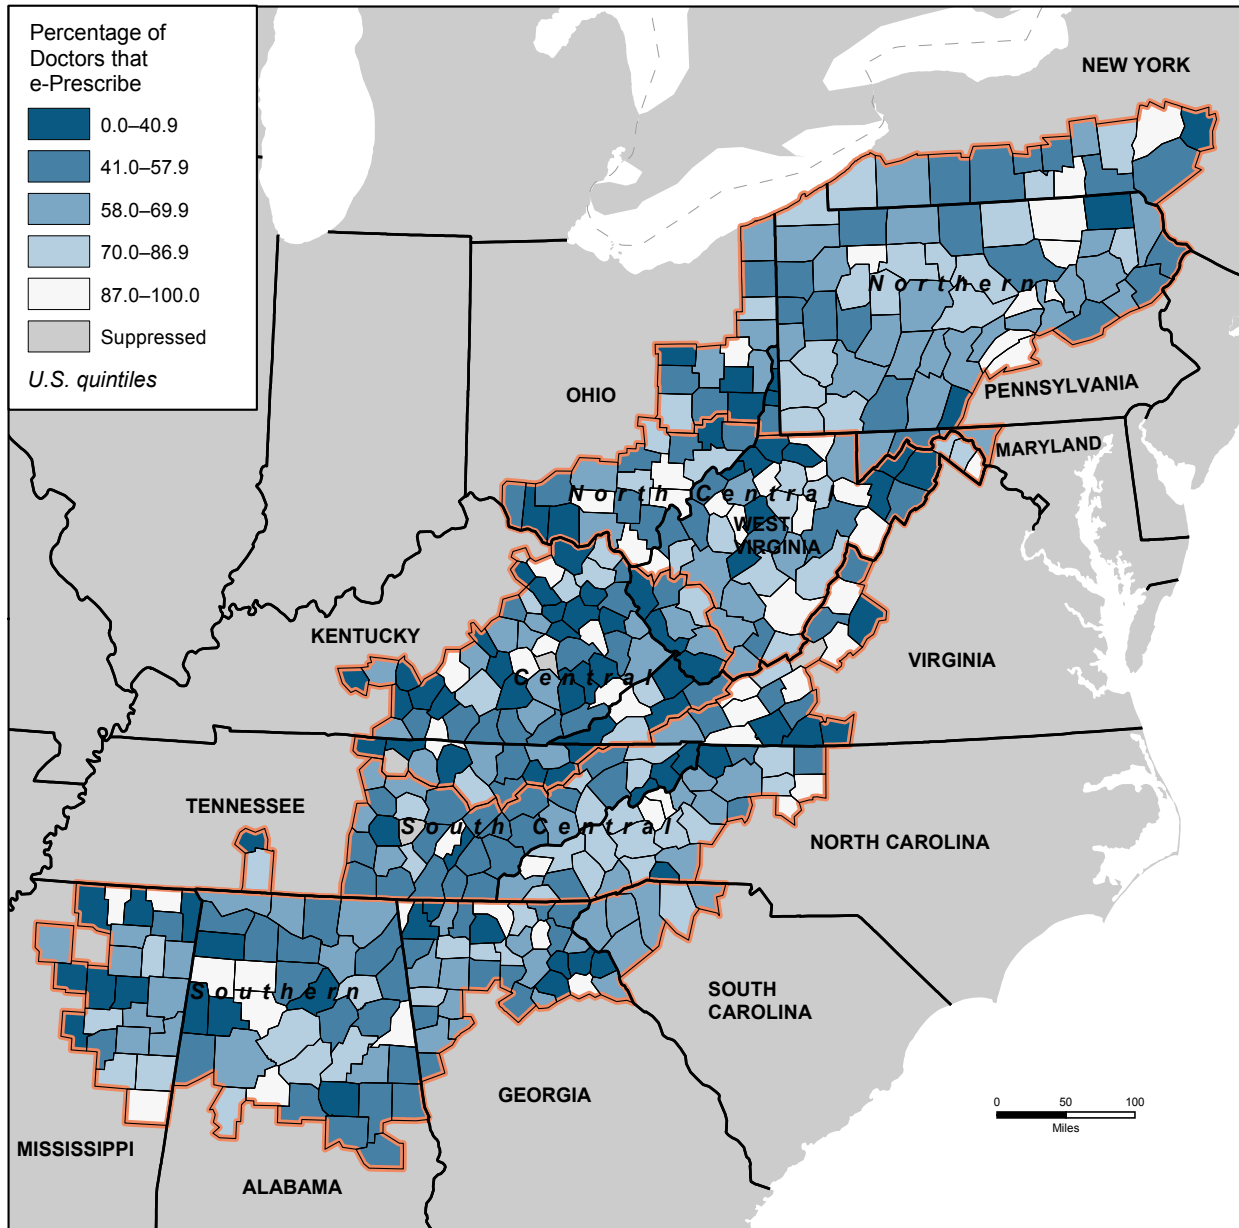 Percentage of
Doctors that
e-Prescribe
0.0–40.9
41.0–57.9
58.0–69.9
70.0–86.9
87.0–100.0
Suppressed
U.S. quintiles
NEW YORK
Northern
PENNSYLVANIA
OHIO
MARYLAND
North Central
WEST
VIRGINIA
KENTUCKY
VIRGINIA
Central
TENNESSEE
South Central
NORTH CAROLINA
Southern
SOUTH
CAROLINA
GEORGIA
0 50 100
Miles
MISSISSIPPI
ALABAMA